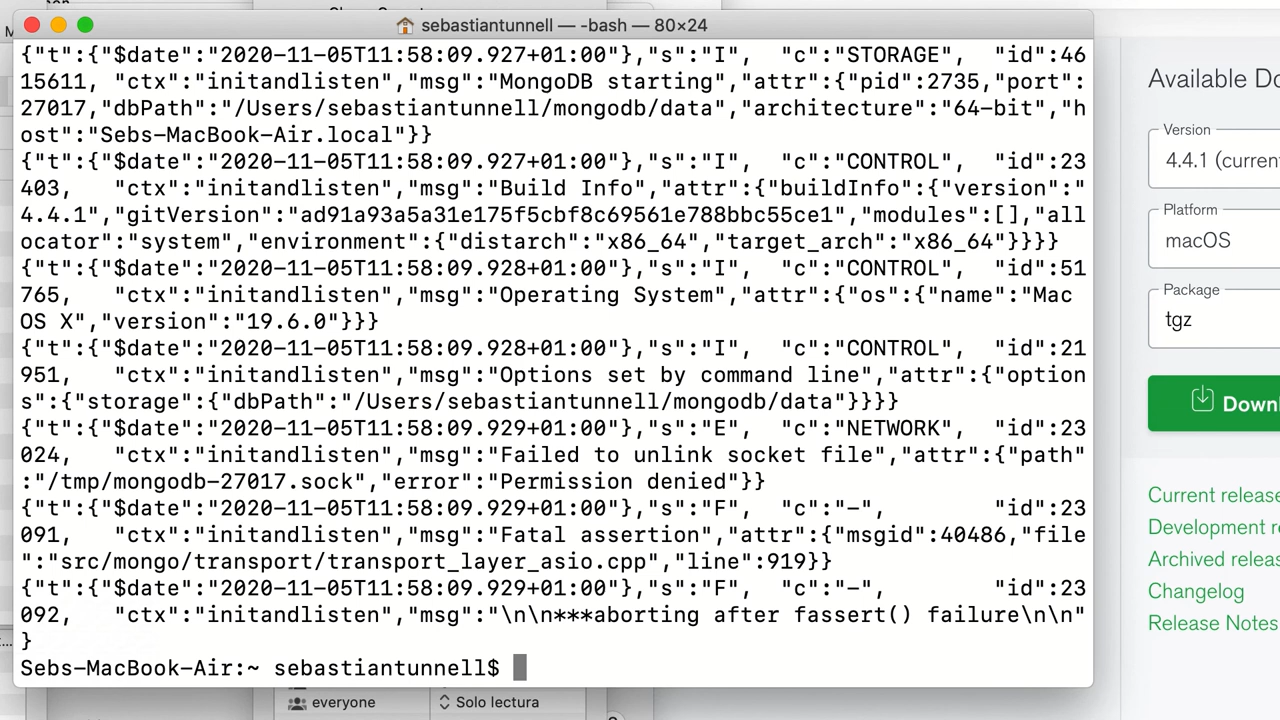 sebastiantunnell — -bash — 80×24
{"t":{"$date":"2020-11-05T11:58:09.927+01:00"},"s":"I",  "c":"STORAGE",  "id":46
15611, "ctx":"initandlisten","msg":"MongoDB starting","attr":{"pid":2735,"port":
27017,"dbPath":"/Users/sebastiantunnell/mongodb/data","architecture":"64-bit","h
ost":"Sebs-MacBook-Air.local"}}
{"t":{"$date":"2020-11-05T11:58:09.927+01:00"},"s":"I",  "c":"CONTROL",  "id":23
403,   "ctx":"initandlisten","msg":"Build Info","attr":{"buildInfo":{"version":"
4.4.1","gitVersion":"ad91a93a5a31e175f5cbf8c69561e788bbc55ce1","modules":[],"all
ocator":"system","environment":{"distarch":"x86_64","target_arch":"x86_64"}}}}
{"t":{"$date":"2020-11-05T11:58:09.928+01:00"},"s":"I",  "c":"CONTROL",  "id":51
765,   "ctx":"initandlisten","msg":"Operating System","attr":{"os":{"name":"Mac
OS X","version":"19.6.0"}}}
{"t":{"$date":"2020-11-05T11:58:09.928+01:00"},"s":"I",  "c":"CONTROL",  "id":21
951,   "ctx":"initandlisten","msg":"Options set by command line","attr":{"option
s":{"storage":{"dbPath":"/Users/sebastiantunnell/mongodb/data"}}}}
{"t":{"$date":"2020-11-05T11:58:09.929+01:00"},"s":"E",  "c":"NETWORK",  "id":23
024,   "ctx":"initandlisten","msg":"Failed to unlink socket file","attr":{"path"
:"/tmp/mongodb-27017.sock","error":"Permission denied"}}
{"t":{"$date":"2020-11-05T11:58:09.929+01:00"},"s":"F",  "c":"-",        "id":23
091,   "ctx":"initandlisten","msg":"Fatal assertion","attr":{"msgid":40486,"file
":"src/mongo/transport/transport_layer_asio.cpp","line":919}}
{"t":{"$date":"2020-11-05T11:58:09.929+01:00"},"s":"F",  "c":"-",        "id":23
092,   "ctx":"initandlisten","msg":"\n\n***aborting after fassert() failure\n\n"
}
Sebs-MacBook-Air:~ sebastiantunnell$
everyone
Solo lectura
Available
Version
4.4.1
Platform
macOS
Package
tgz
Current
Development
Archived
Changelog
Release Notes